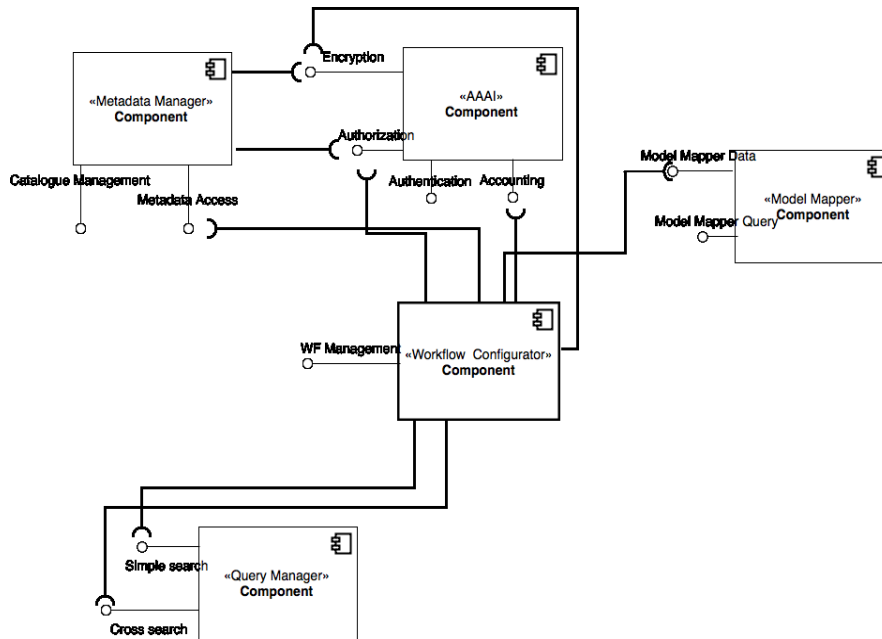 Encryption
«Metadata Manager»
Component
«AAAI»
Component
Authorization
Catalogue Management
Metadata Access
Authentication
Accounting
Model Mapper Data
«Model Mapper»
Component
Model Mapper Query
WF Management
«Workflow Configurator»
Component
Simple search
«Query Manager»
Component
Cross search